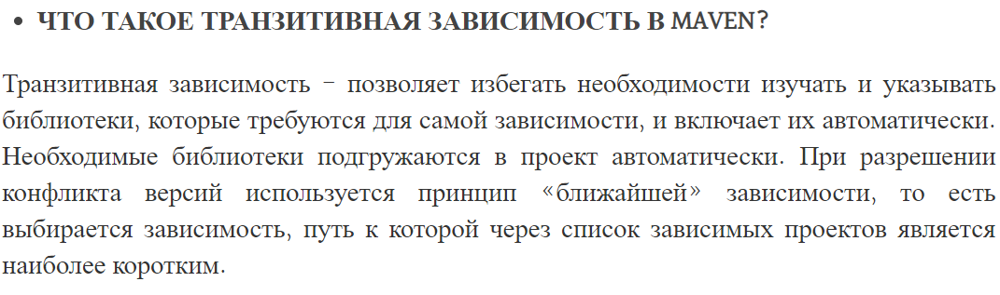 • ЧТО ТАКОЕ ТРАНЗИТИВНАЯ ЗАВИСИМОСТЬ В MAVEN?
Транзитивная зависимость – позволяет избегать необходимости изучать и указывать
библиотеки, которые требуются для самой зависимости, и включает их автоматически.
Необходимые библиотеки подгружаются в проект автоматически. При разрешении
конфликта версий используется принцип «ближайшей» зависимости, то есть
выбирается зависимость, путь к которой через список зависимых проектов является
наиболее коротким.